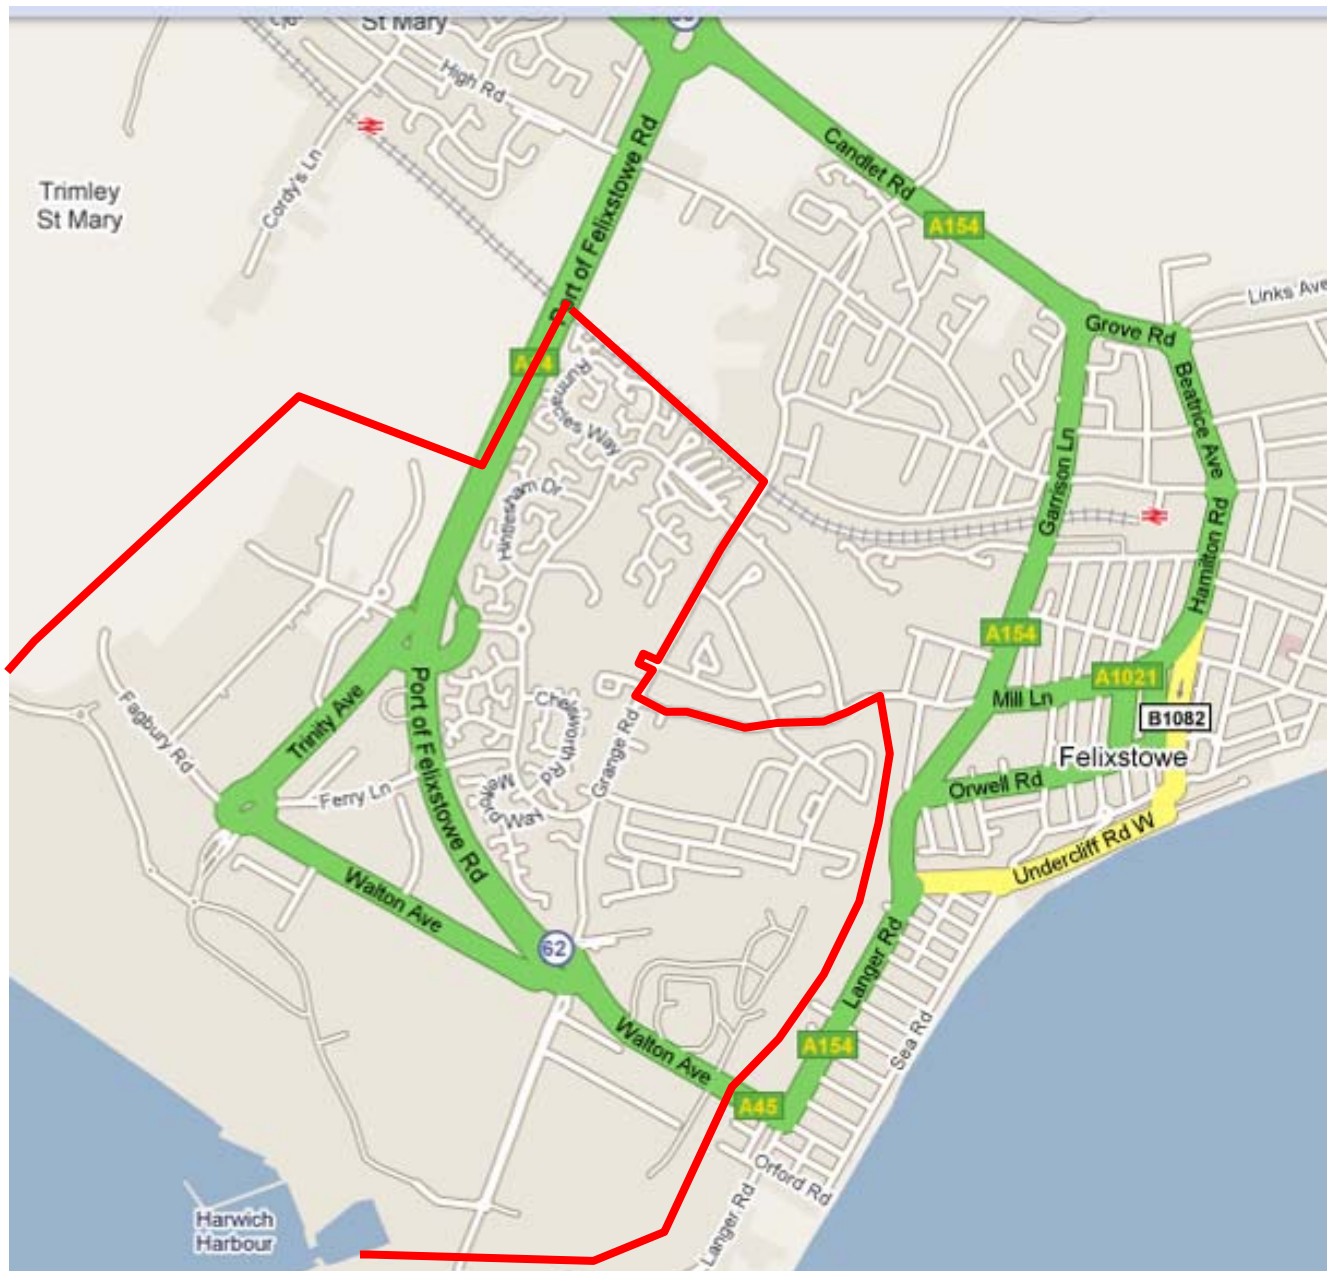 St Mary
High Rd
Cordy's Ln
Trimley
St Mary
Port of Felixstowe Rd
Candlet Rd
A154
Links Ave
Grove Rd
Beatrice Ave
Runnacles Way
Garrison Ln
Hintlesham Dr
Hamilton Rd
A154
A1021
Mill Ln
B1082
Felixstowe
Fagbury Rd
Trinity Ave
Port of Felixstowe Rd
Grange Rd
Ferry Ln
Orwell Rd
Undercliff Rd W
Walton Ave
62
Langer Rd
Walton Ave
A154
Sea Rd
A45
Orford Rd
Langer Rd
Harwich
Harbour